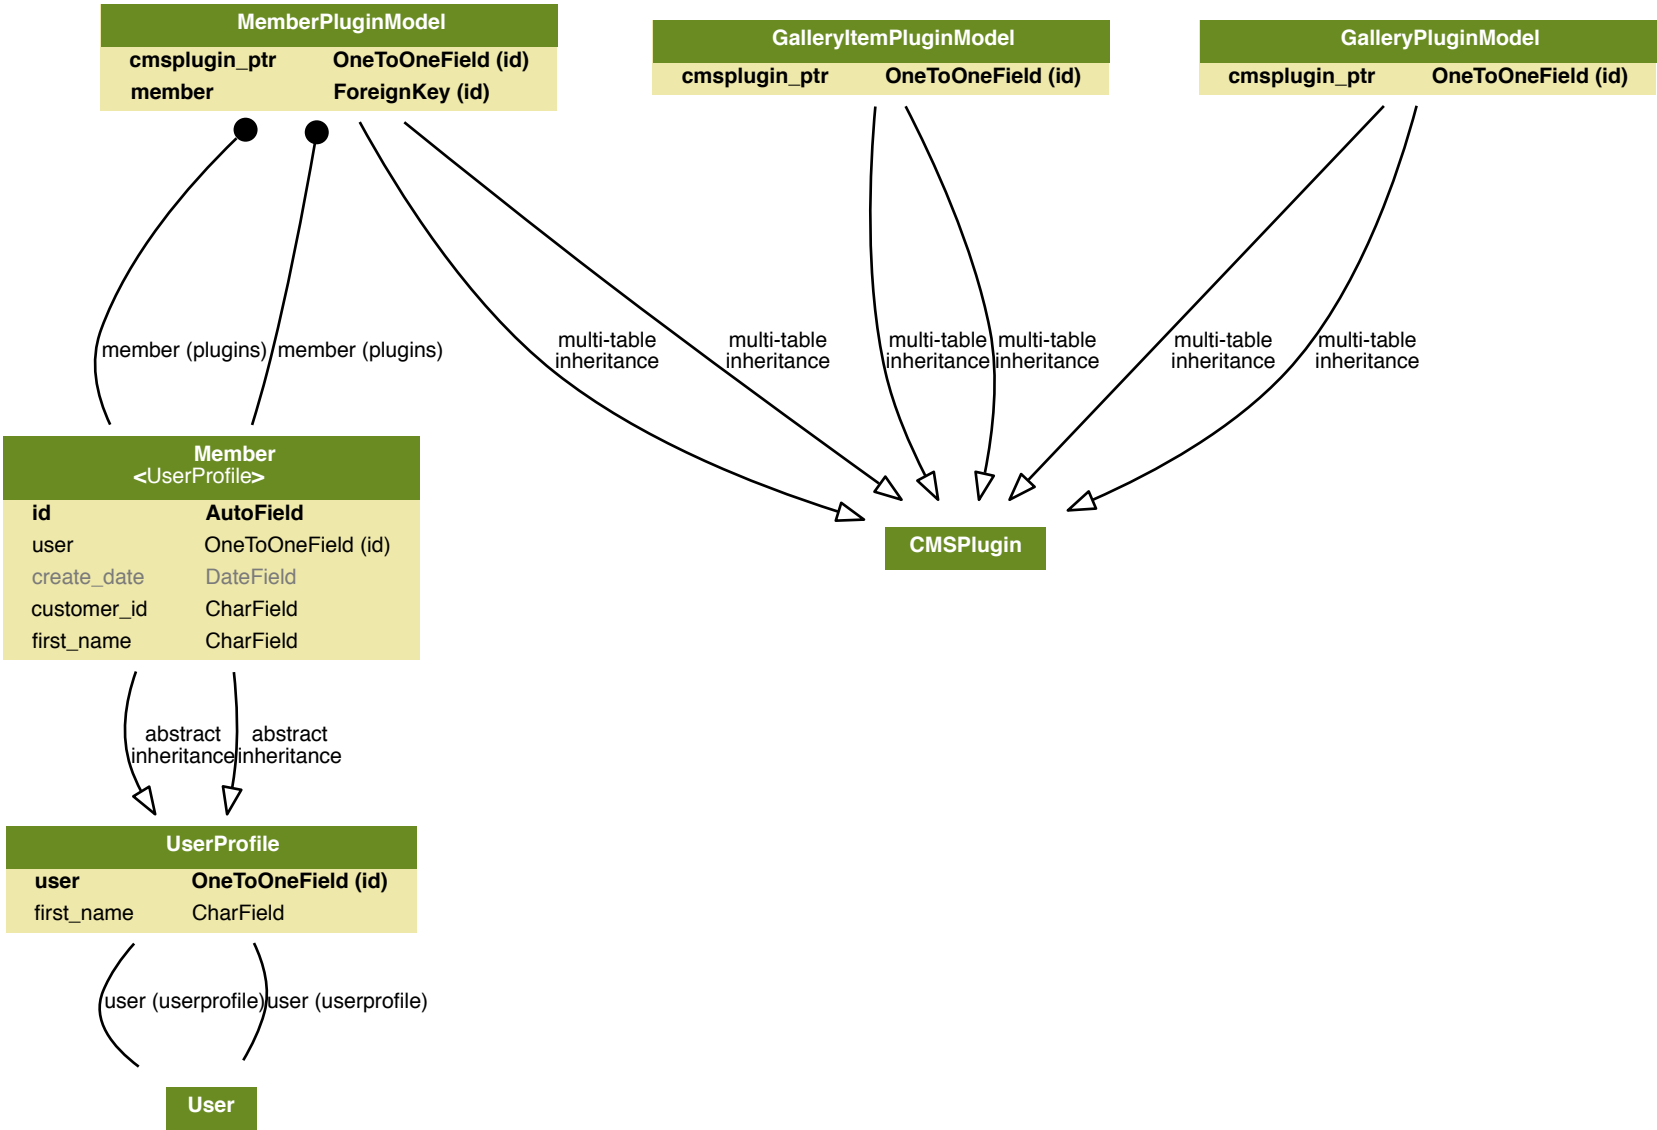 MemberPluginModel
cmsplugin_ptr OneToOneField (id)
member ForeignKey (id)
GalleryItemPluginModel
cmsplugin_ptr OneToOneField (id)
GalleryPluginModel
cmsplugin_ptr OneToOneField (id)
member (plugins)
member (plugins)
multi-table
inheritance
multi-table
inheritance
multi-table
inheritance
multi-table
inheritance
multi-table
inheritance
multi-table
inheritance
Member
<UserProfile>
id AutoField
user OneToOneField (id)
create_date DateField
customer_id CharField
first_name CharField
CMSPlugin
abstract
inheritance
abstract
inheritance
UserProfile
user OneToOneField (id)
first_name CharField
user (userprofile)
user (userprofile)
User